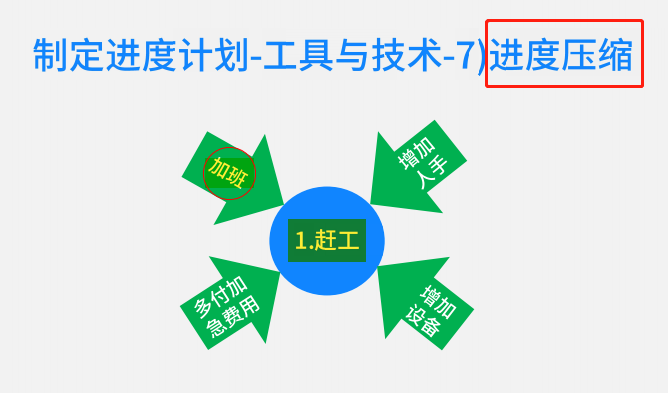 制定进度计划-工具与技术-7)进度压缩
加班
增加
人手
1.赶工
多付加
急费用
增加
设备